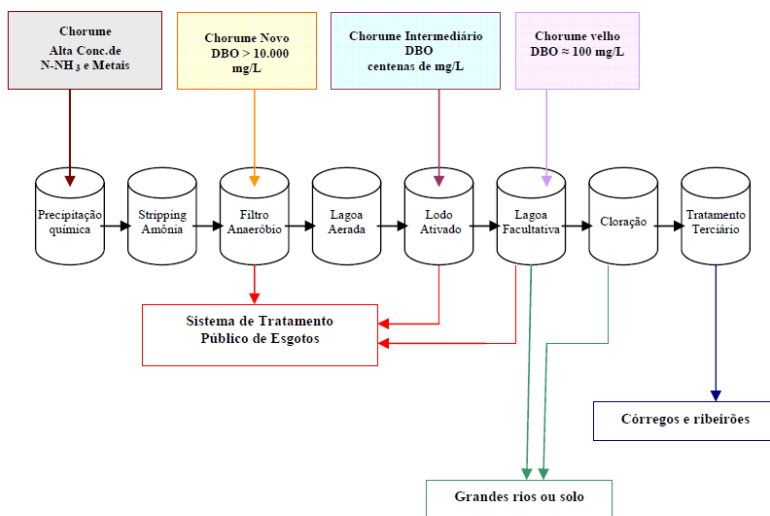 Chorume
Alta Conc.de
N-NH3 e Metais
Chorume Novo
DBO > 10.000
mg/L
Chorume Intermediário
DBO
centenas de mg/L
Chorume velho
DBO ≈ 100 mg/L
Precipitação
química
Stripping
Amônia
Filtro
Anaeróbio
Lagoa
Aerada
Lodo
Ativado
Lagoa
Facultativa
Cloração
Tratamento
Terciário
Sistema de Tratamento
Público de Esgotos
Córregos e ribeirões
Grandes rios ou solo